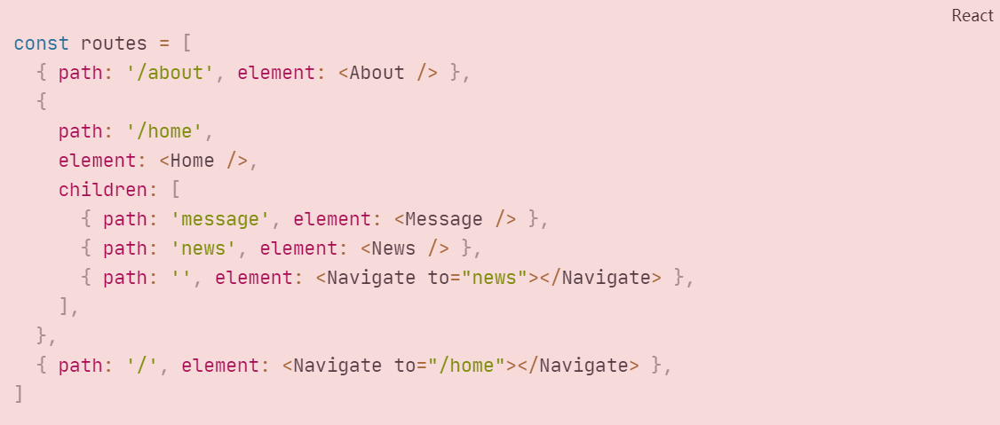 React
const routes = [
  { path: '/about', element: <About /> },
  {
    path: '/home',
    element: <Home />,
    children: [
      { path: 'message', element: <Message /> },
      { path: 'news', element: <News /> },
      { path: '', element: <Navigate to="news"></Navigate> },
    ],
  },
  { path: '/', element: <Navigate to="/home"></Navigate> },
]